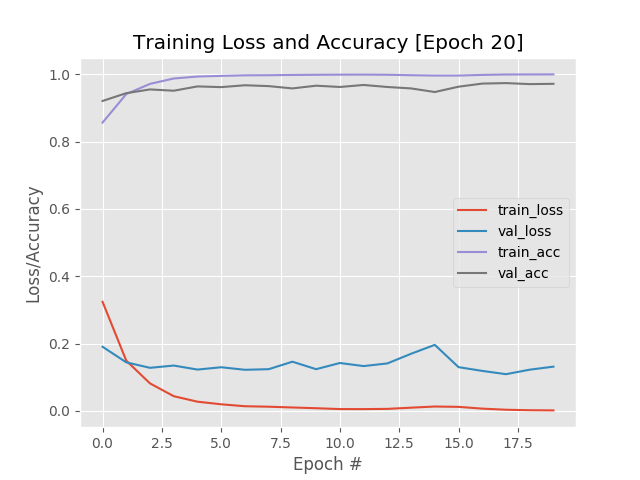 Training Loss and Accuracy [Epoch 20]
1.0
0.8
0.6
0.4
0.2
0.0
Loss/Accuracy
train_loss
val_loss
train_acc
val_acc
0.0 2.5 5.0 7.5 10.0 12.5 15.0 17.5
Epoch #